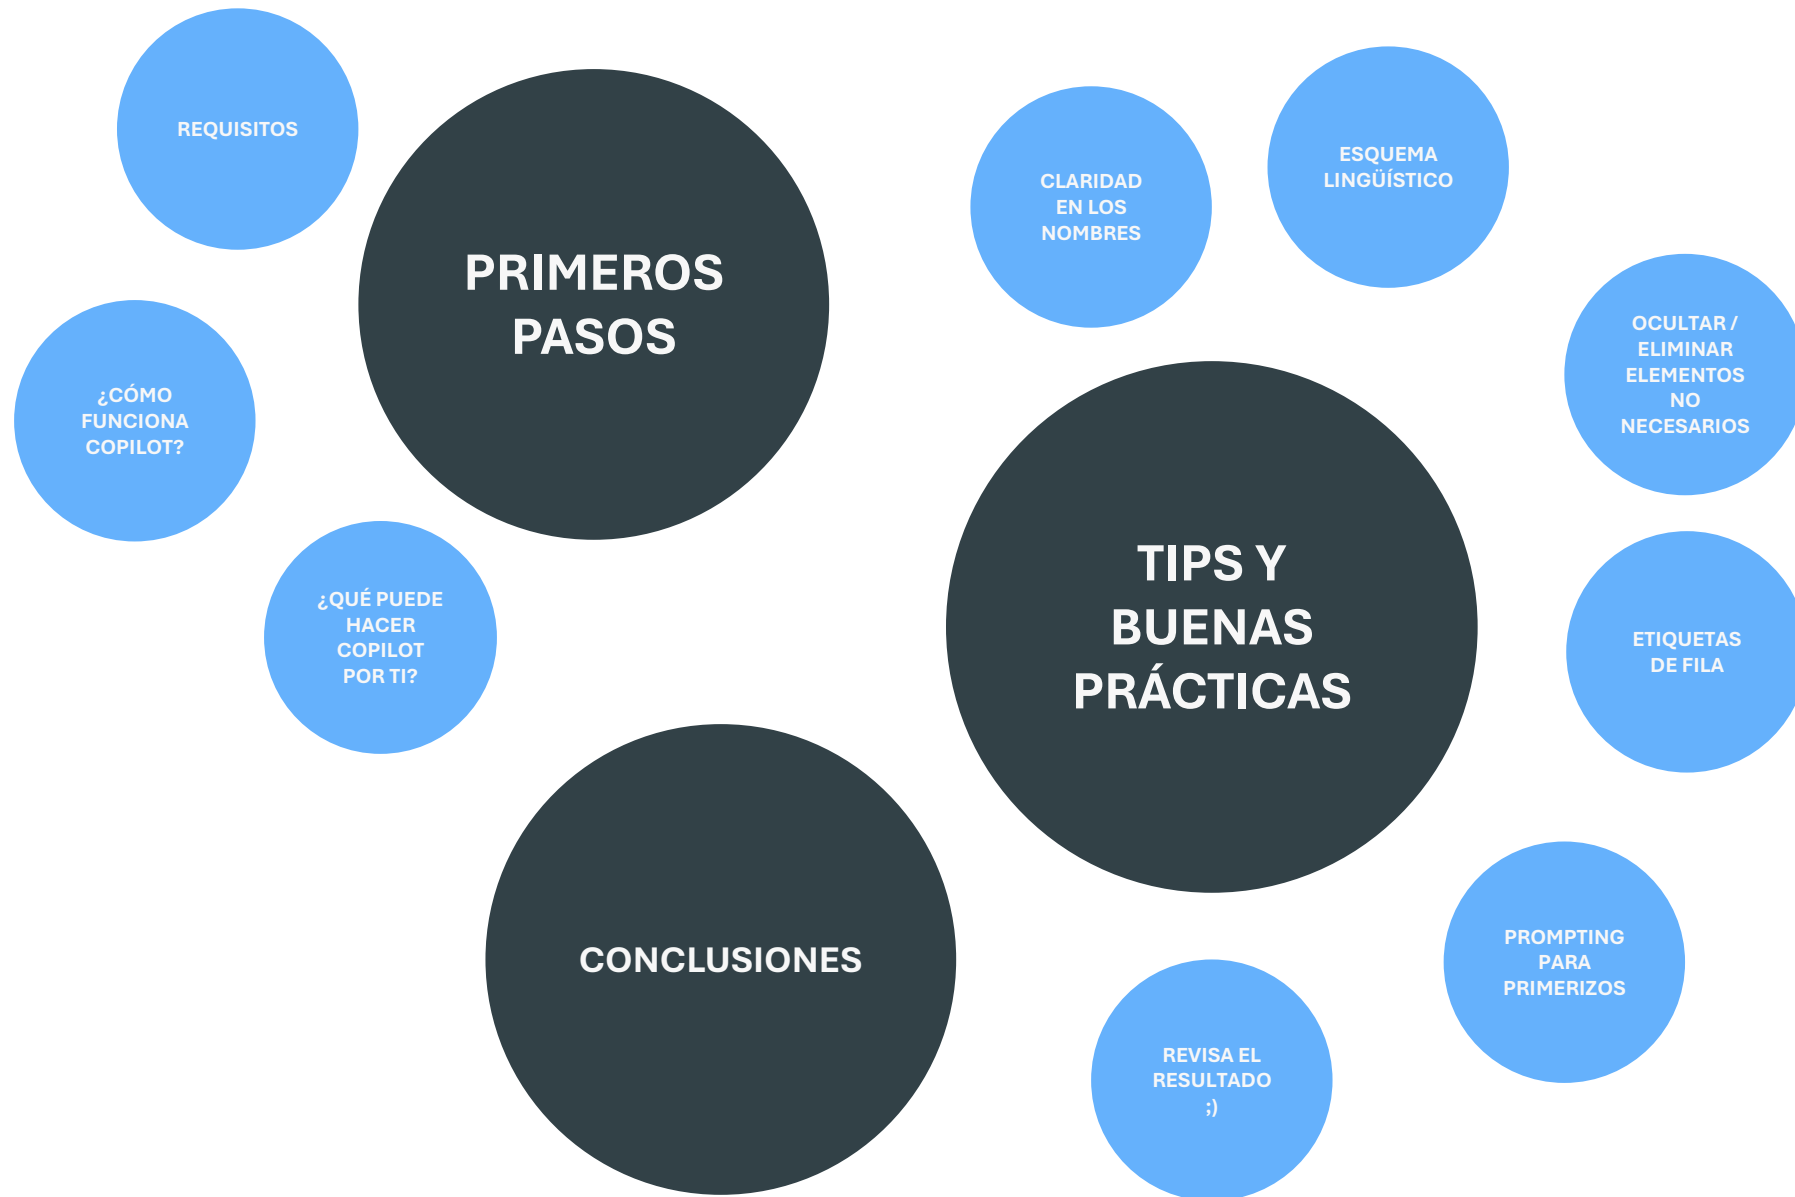 REQUISITOS
PRIMEROS
PASOS
¿CÓMO
FUNCIONA
COPILOT?
¿QUÉ PUEDE
HACER
COPILOT
POR TI?
CLARIDAD
EN LOS
NOMBRES
ESQUEMA
LINGÜÍSTICO
OCULTAR /
ELIMINAR
ELEMENTOS
NO
NECESARIOS
TIPS Y
BUENAS
PRÁCTICAS
ETIQUETAS
DE FILA
PROMPTING
PARA
PRIMERIZOS
REVISA EL
RESULTADO
;)
CONCLUSIONES